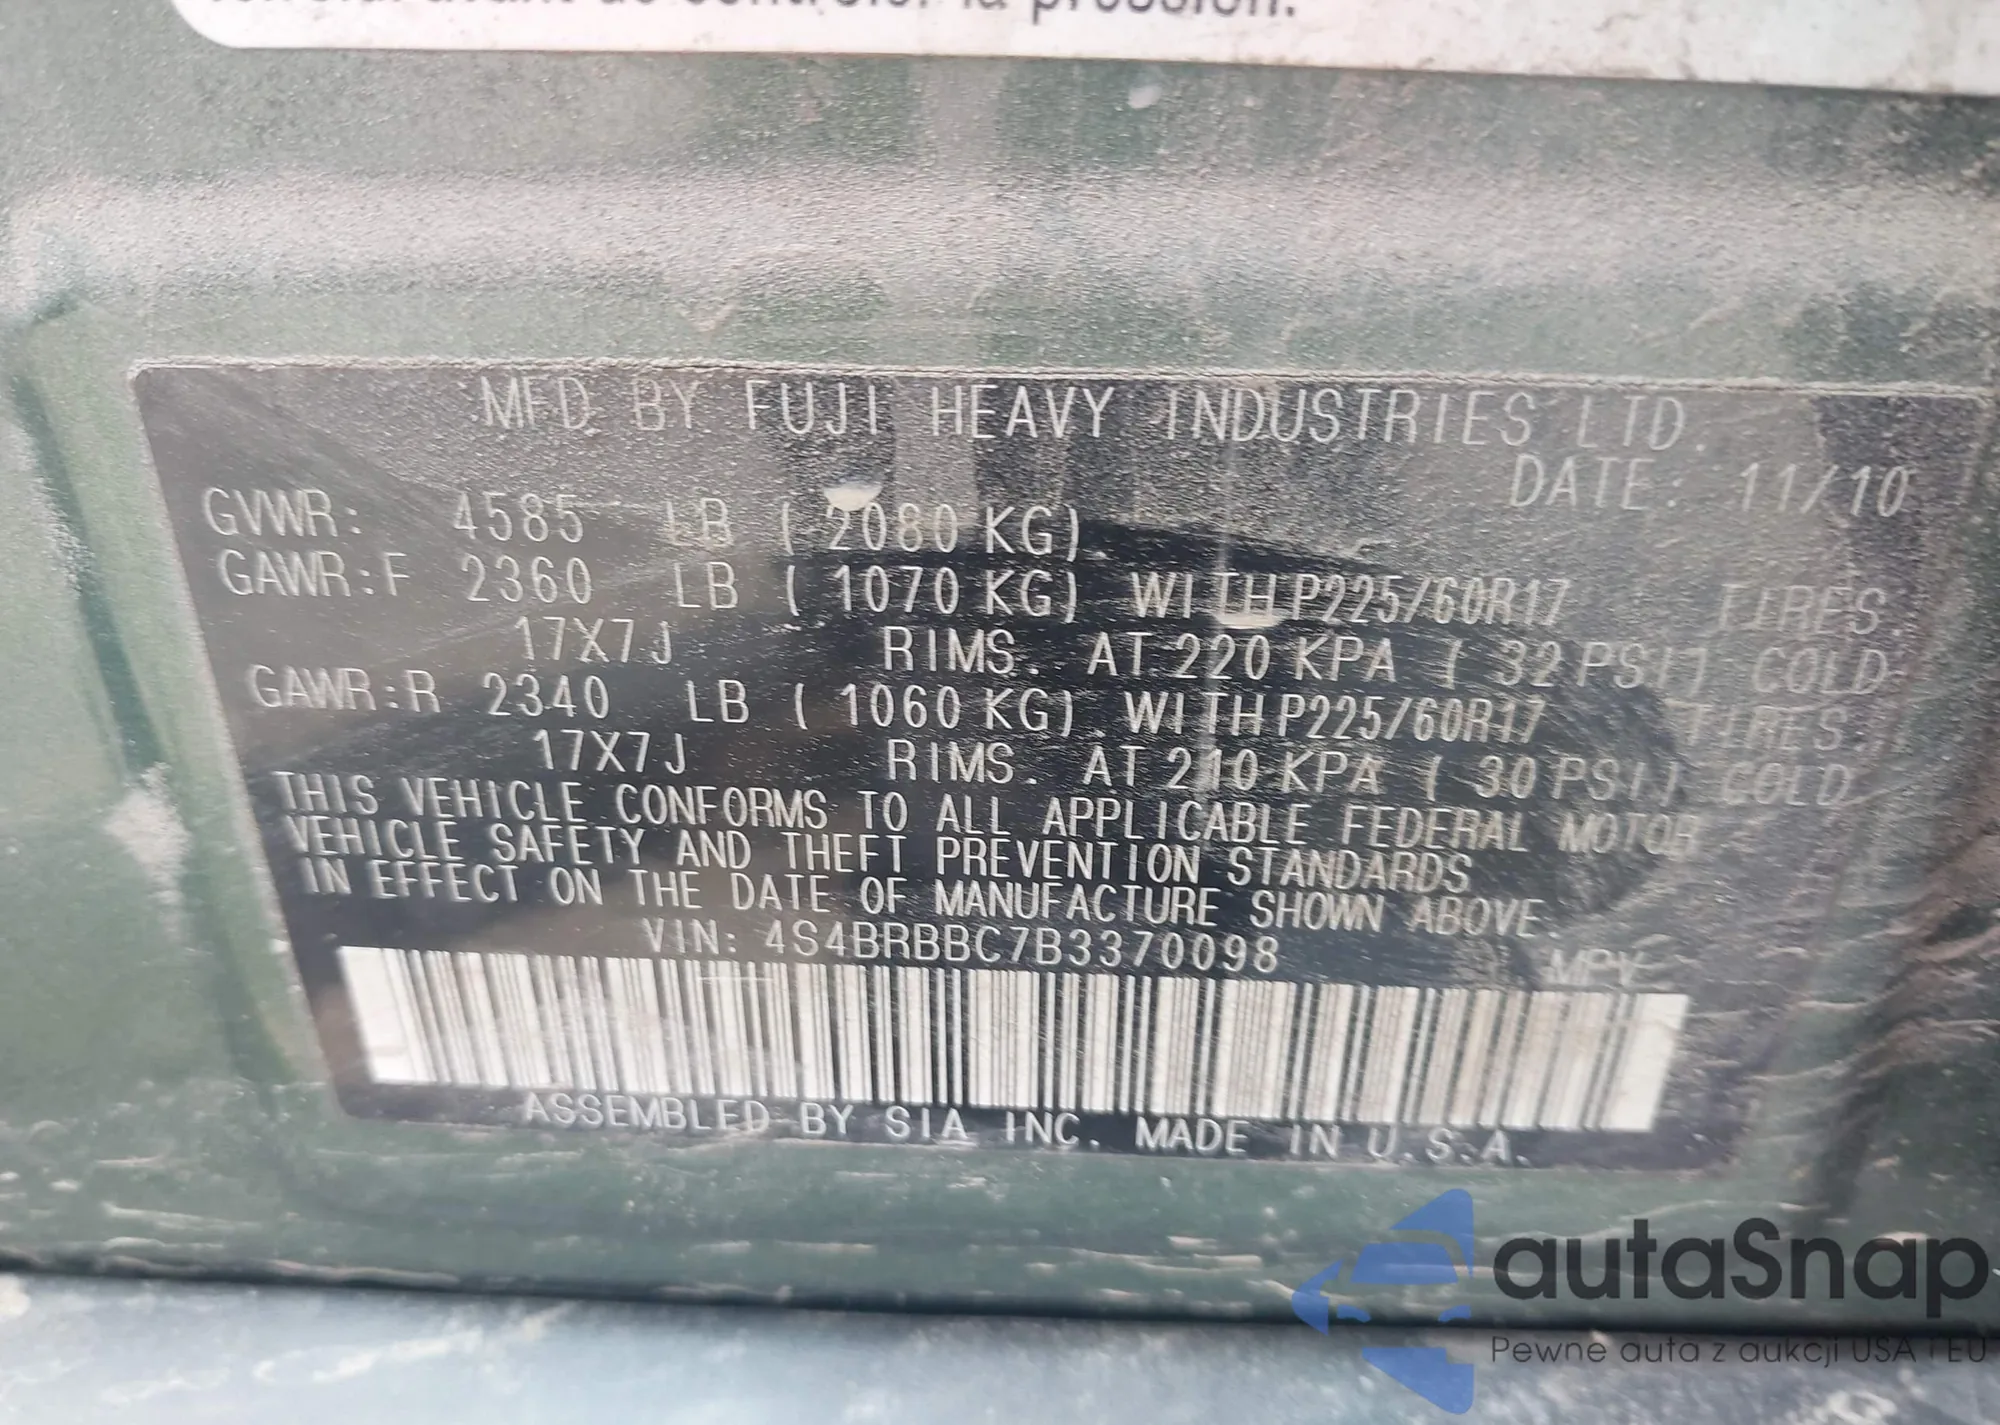 la pression.
MFD BY FUJI HEAVY INDUSTRIES LTD.
DATE: 11/10
GVWR: 4585 LB ( 2080 KG)
GAWR:F 2360 LB ( 1070 KG) WITH P225/60R17 TIRES.
17X7J RIMS. AT 220 KPA ( 32 PSI) COLD
GAWR:R 2340 LB ( 1060 KG) WITH P225/60R17 TIRES.
17X7J RIMS. AT 210 KPA ( 30 PSI) COLD
THIS VEHICLE CONFORMS TO ALL APPLICABLE FEDERAL MOTOR
VEHICLE SAFETY AND THEFT PREVENTION STANDARDS
IN EFFECT ON THE DATE OF MANUFACTURE SHOWN ABOVE.
VIN: 4S4BRBBC7B3370098 MPV
ASSEMBLED BY SIA INC. MADE IN U.S.A.
autaSnap
Pewne auta z aukcji USA i EU